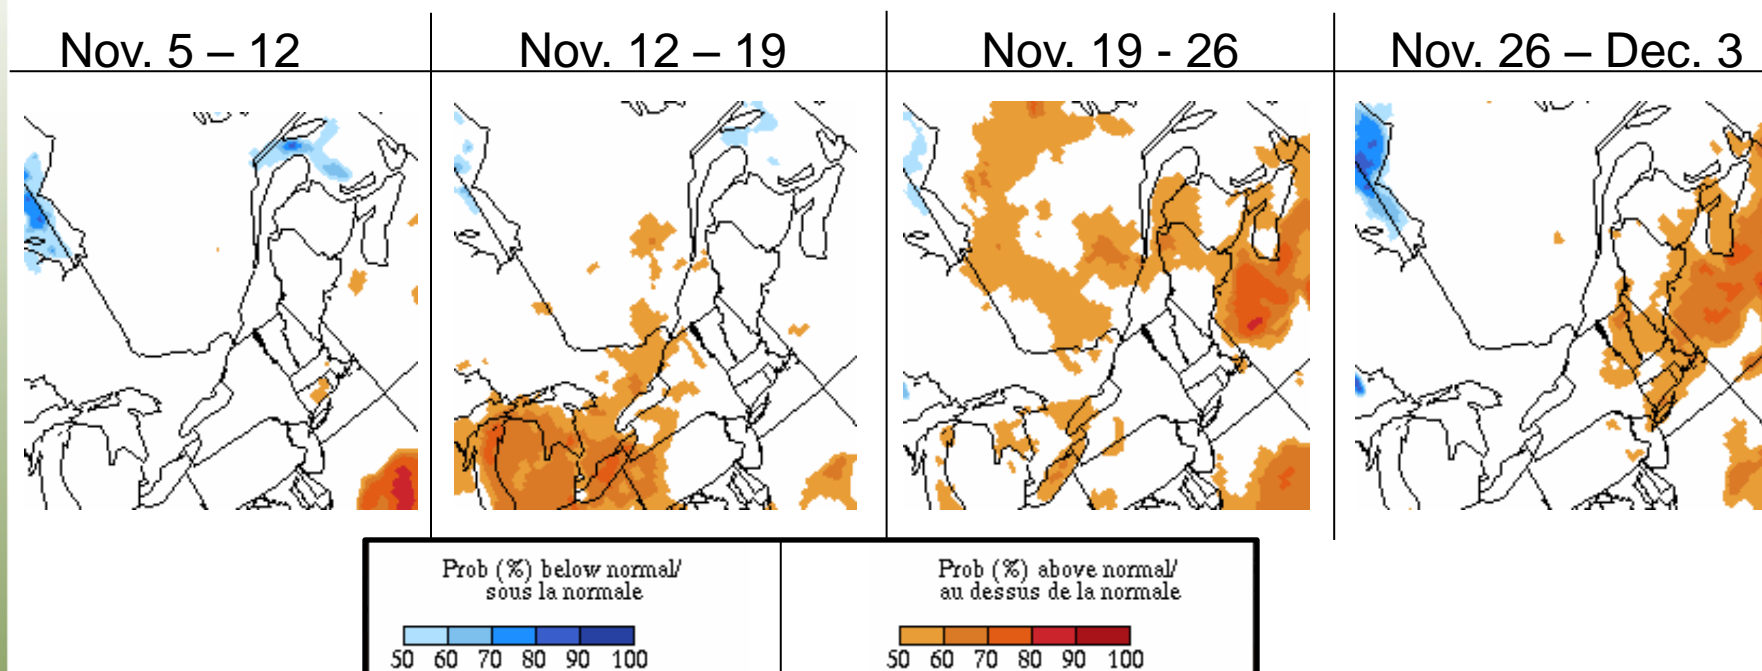 Nov. 5 – 12
Nov. 12 – 19
Nov. 19 - 26
Nov. 26 – Dec. 3
Prob (%) below normal/
sous la normale
50 60 70 80 90 100
Prob (%) above normal/
au dessus de la normale
50 60 70 80 90 100